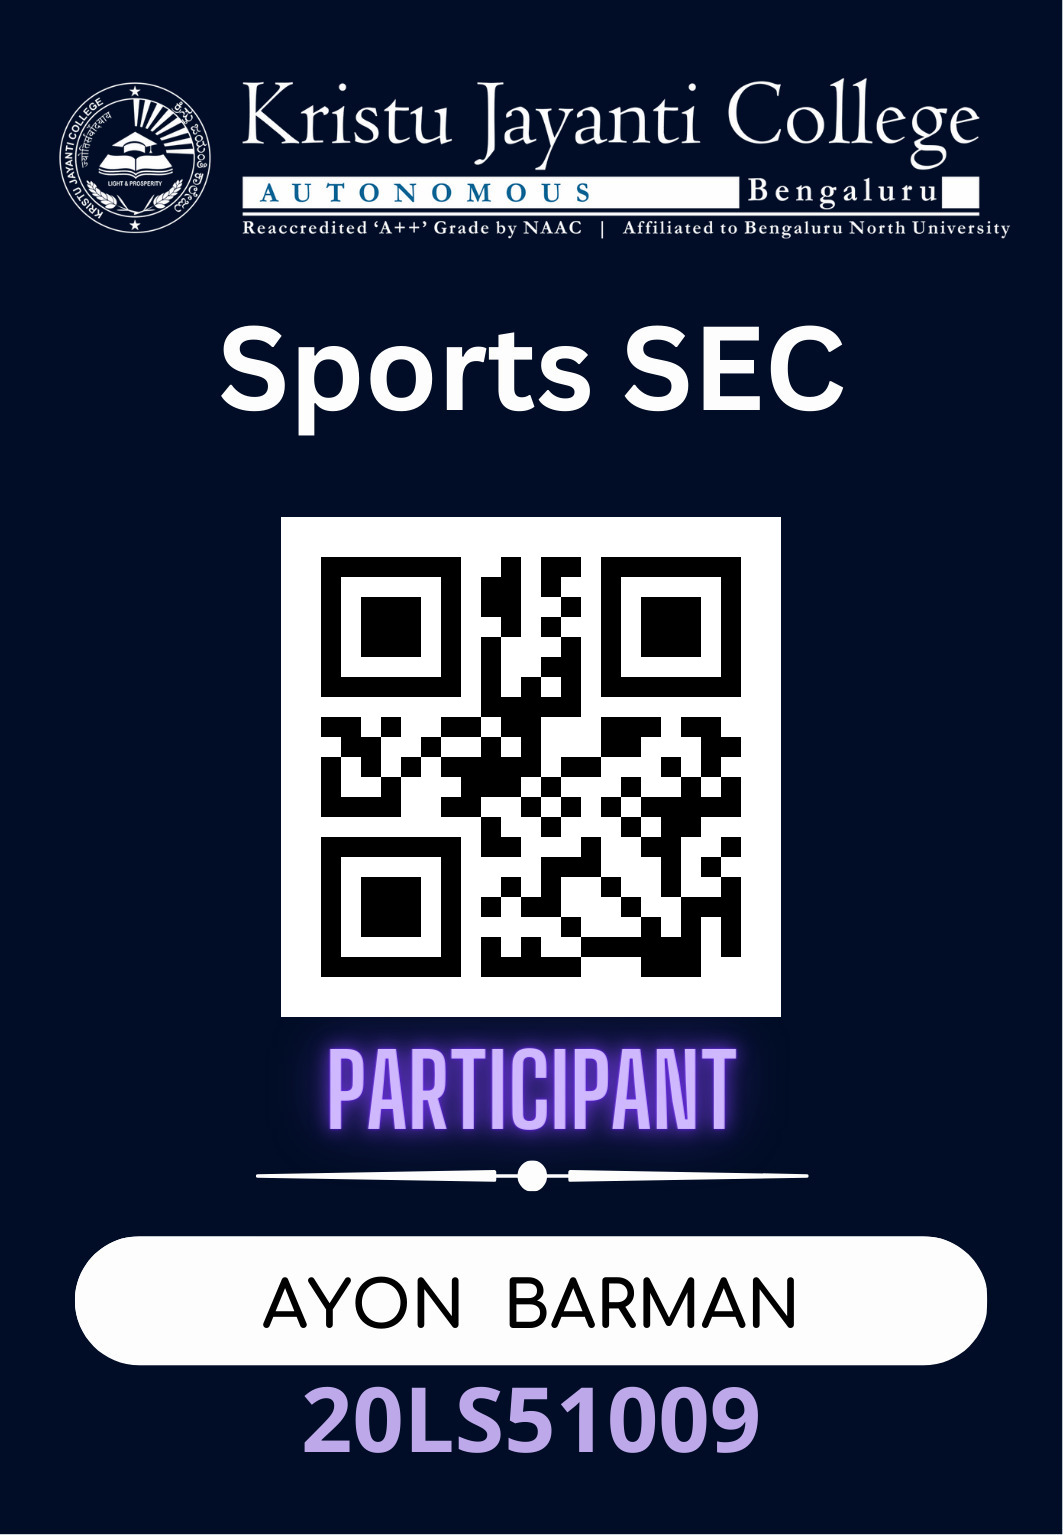 KRISTU JAYANTI COLLEGE
LIGHT & PROSPERITY
Kristu Jayanti College
AUTONOMOUS Bengaluru
Reaccredited ‘A++’ Grade by NAAC | Affiliated to Bengaluru North University
Sports SEC
PARTICIPANT
AYON BARMAN
20LS51009